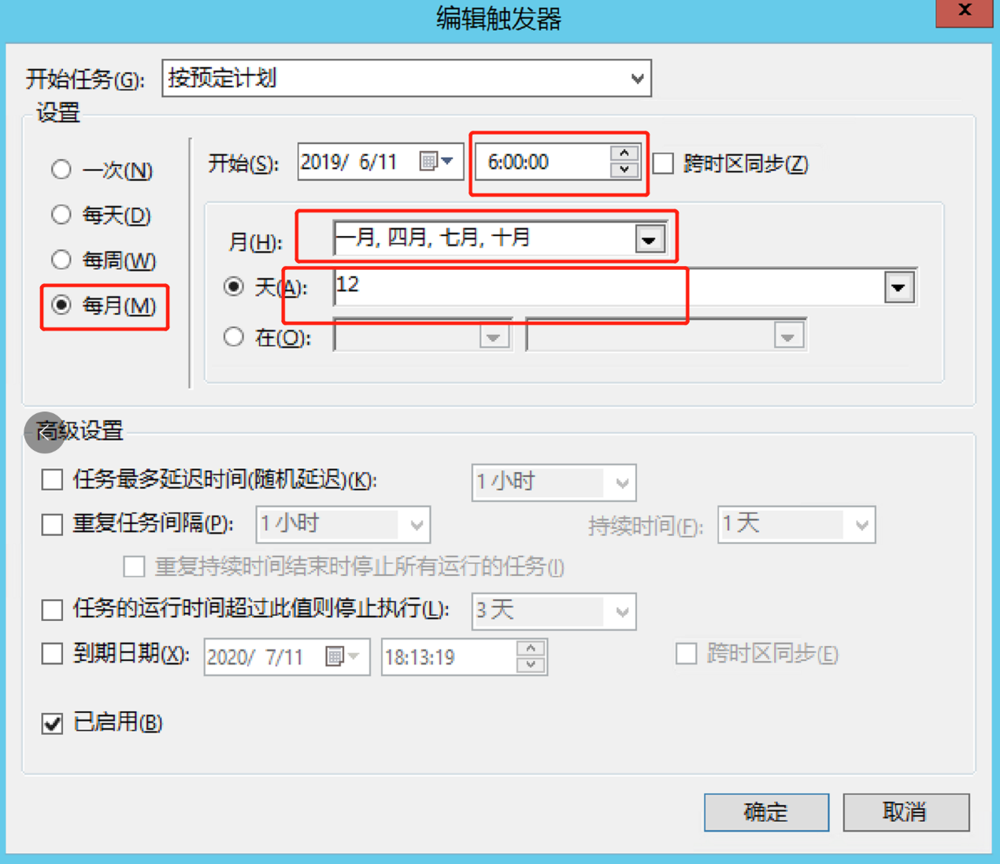 编辑触发器
开始任务(G): 按预定计划
设置
一次(N)
每天(D)
每周(W)
每月(M)
开始(S): 2019/ 6/11 6:00:00 跨时区同步(Z)
月(H): 一月, 四月, 七月, 十月
天(A): 12
在(O):
高级设置
任务最多延迟时间(随机延迟)(K): 1 小时
重复任务间隔(P): 1 小时 持续时间(F): 1 天
重复持续时间结束时停止所有运行的任务(I)
任务的运行时间超过此值则停止执行(L): 3 天
到期日期(X): 2020/ 7/11 18:13:19 跨时区同步(E)
已启用(B)
确定 取消